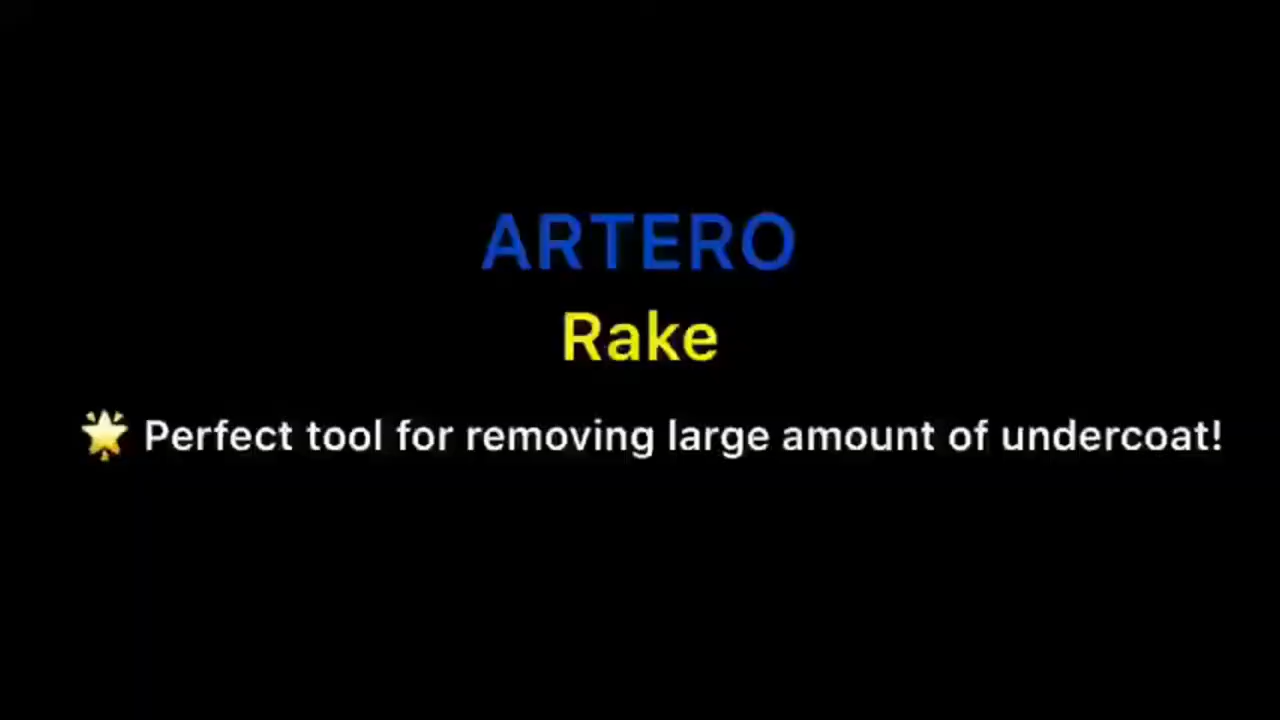 ARTERO
Rake
🌟 Perfect tool for removing large amount of undercoat!